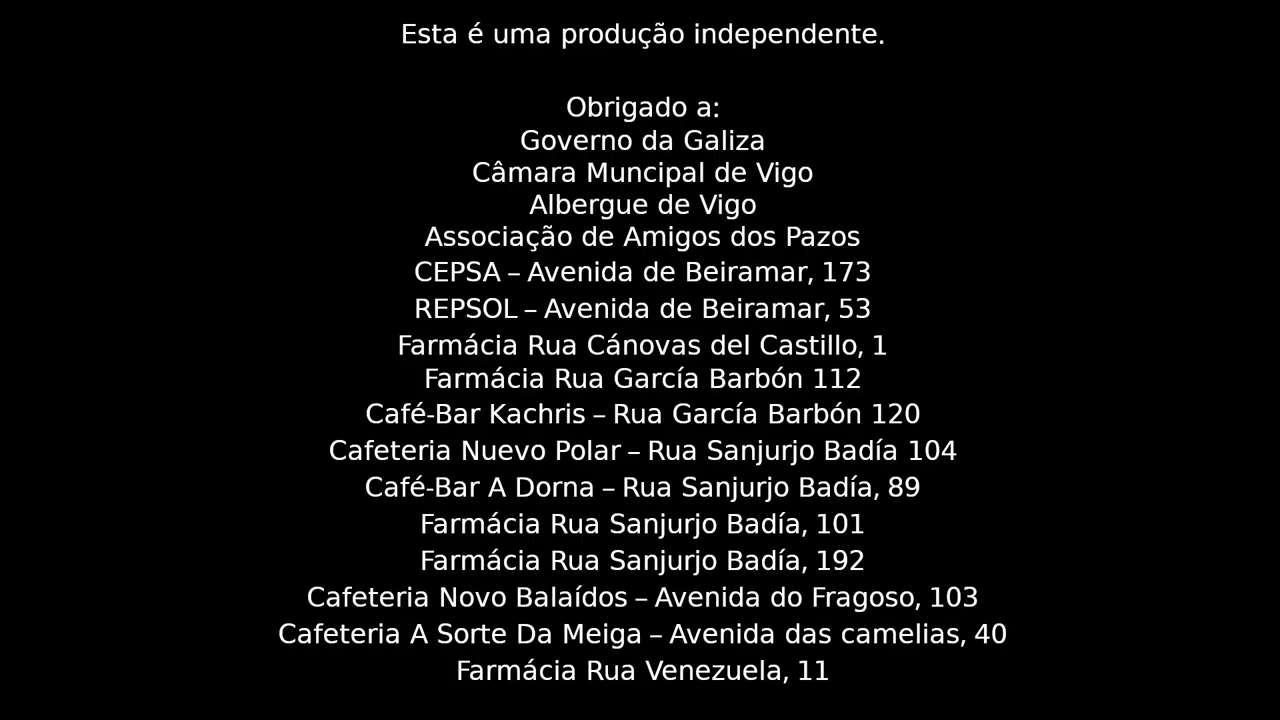 Esta é uma produção independente.
Obrigado a:
Governo da Galiza
Câmara Muncipal de Vigo
Albergue de Vigo
Associação de Amigos dos Pazos
CEPSA – Avenida de Beiramar, 173
REPSOL – Avenida de Beiramar, 53
Farmácia Rua Cánovas del Castillo, 1
Farmácia Rua García Barbón 112
Café-Bar Kachris – Rua García Barbón 120
Cafeteria Nuevo Polar – Rua Sanjurjo Badía 104
Café-Bar A Dorna – Rua Sanjurjo Badía, 89
Farmácia Rua Sanjurjo Badía, 101
Farmácia Rua Sanjurjo Badía, 192
Cafeteria Novo Balaídos – Avenida do Fragoso, 103
Cafeteria A Sorte Da Meiga – Avenida das camelias, 40
Farmácia Rua Venezuela, 11